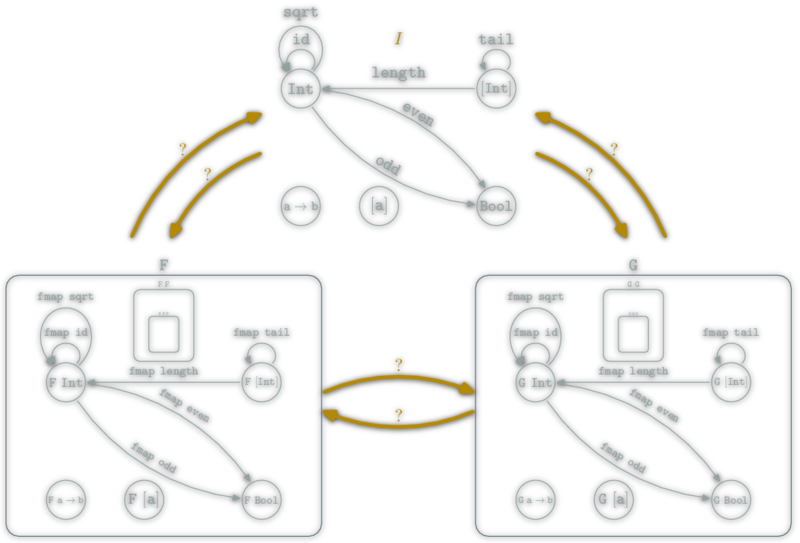 sqrt
id
I
tail
length
Int
[Int]
even
odd
a → b
[a]
Bool
?
?
?
?
F
F F
fmap sqrt
fmap id
fmap tail
fmap length
F Int
F [Int]
fmap even
fmap odd
F a → b
F [a]
F Bool
?
?
G
G G
fmap sqrt
fmap id
fmap tail
fmap length
G Int
G [Int]
fmap even
fmap odd
G a → b
G [a]
G Bool